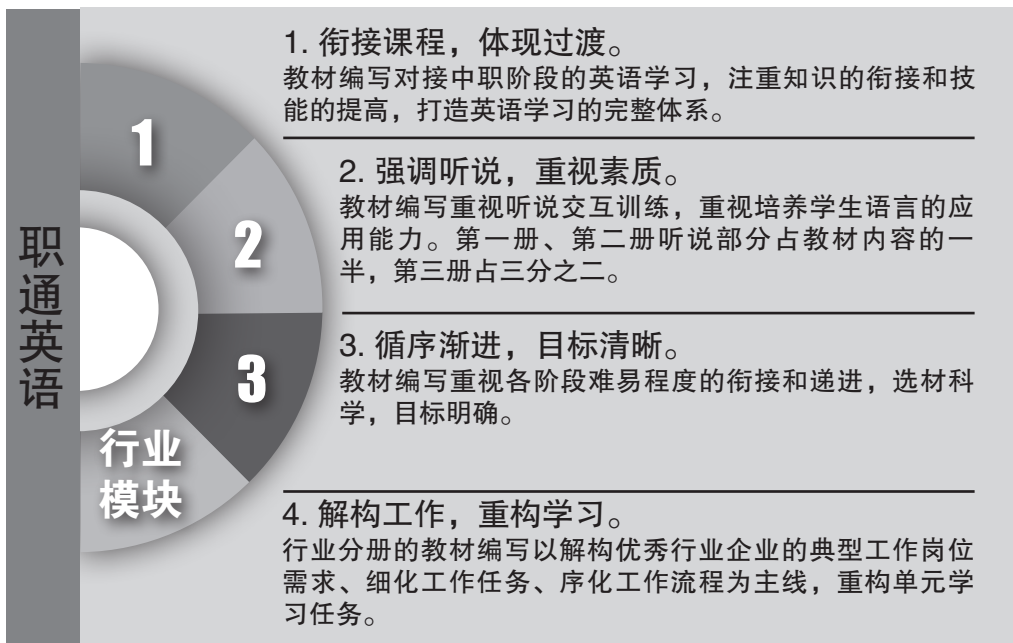 职通英语
1
2
3
行业
模块
1. 衔接课程，体现过渡。
教材编写对接中职阶段的英语学习，注重知识的衔接和技
能的提高，打造英语学习的完整体系。
2. 强调听说，重视素质。
教材编写重视听说交互训练，重视培养学生语言的应
用能力。第一册、第二册听说部分占教材内容的一
半，第三册占三分之二。
3. 循序渐进，目标清晰。
教材编写重视各阶段难易程度的衔接和递进，选材科
学，目标明确。
4. 解构工作，重构学习。
行业分册的教材编写以解构优秀行业企业的典型工作岗位
需求、细化工作任务、序化工作流程为主线，重构单元学
习任务。